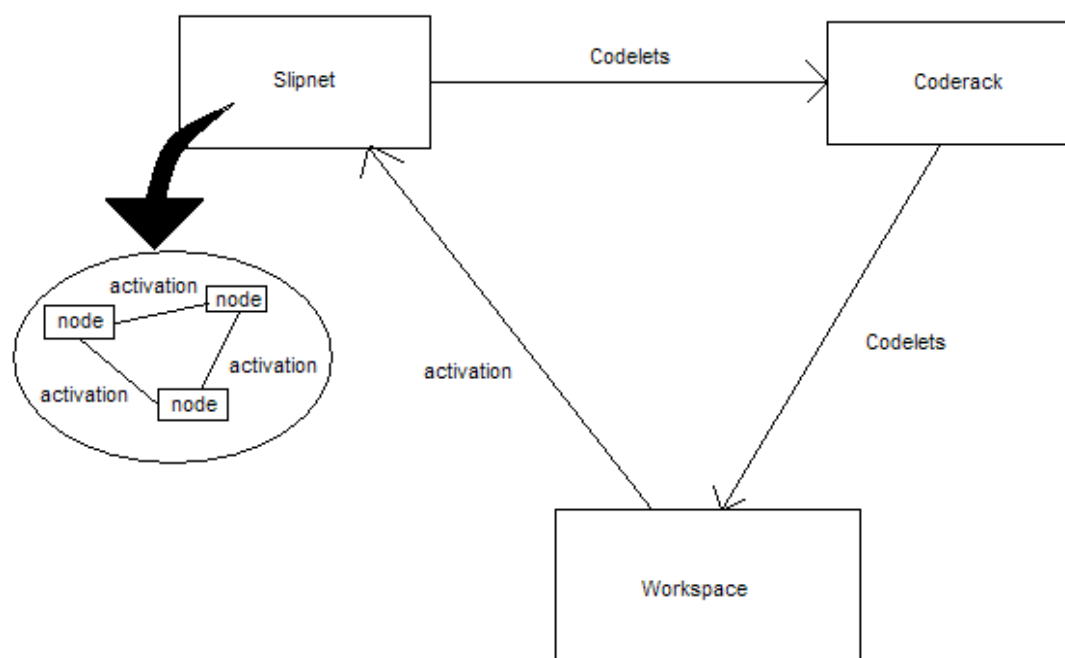 Codelets
Slipnet
Coderack
activation
node
node
Codelets
activation
activation
activation
node
Workspace